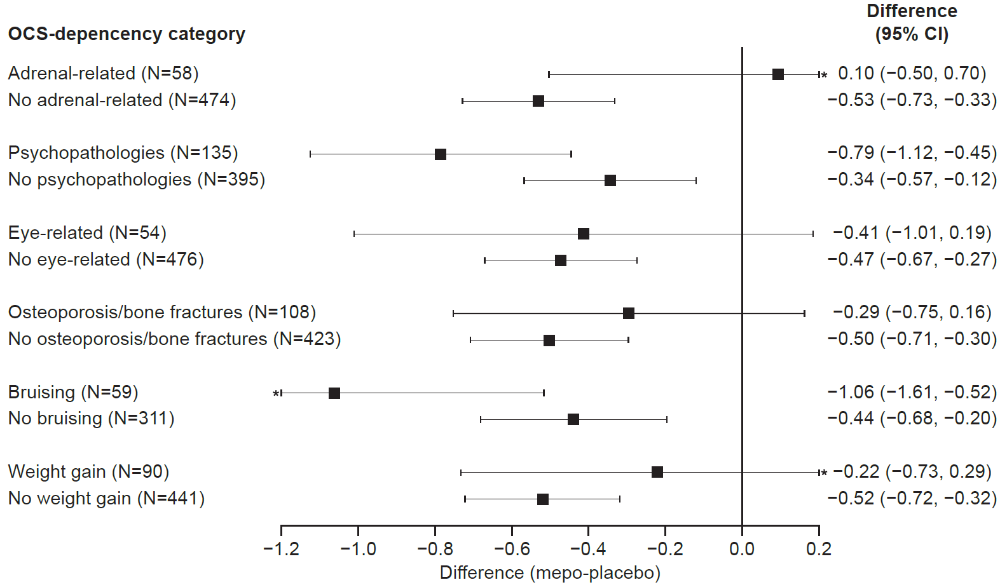 Difference
OCS-depencency category (95% CI)
Adrenal-related (N=58) * 0.10 (−0.50, 0.70)
No adrenal-related (N=474) −0.53 (−0.73, −0.33)
Psychopathologies (N=135) −0.79 (−1.12, −0.45)
No psychopathologies (N=395) −0.34 (−0.57, −0.12)
Eye-related (N=54) −0.41 (−1.01, 0.19)
No eye-related (N=476) −0.47 (−0.67, −0.27)
Osteoporosis/bone fractures (N=108) −0.29 (−0.75, 0.16)
No osteoporosis/bone fractures (N=423) −0.50 (−0.71, −0.30)
Bruising (N=59) * −1.06 (−1.61, −0.52)
No bruising (N=311) −0.44 (−0.68, −0.20)
Weight gain (N=90) * −0.22 (−0.73, 0.29)
No weight gain (N=441) −0.52 (−0.72, −0.32)
−1.2 −1.0 −0.8 −0.6 −0.4 −0.2 0.0 0.2
Difference (mepo-placebo)